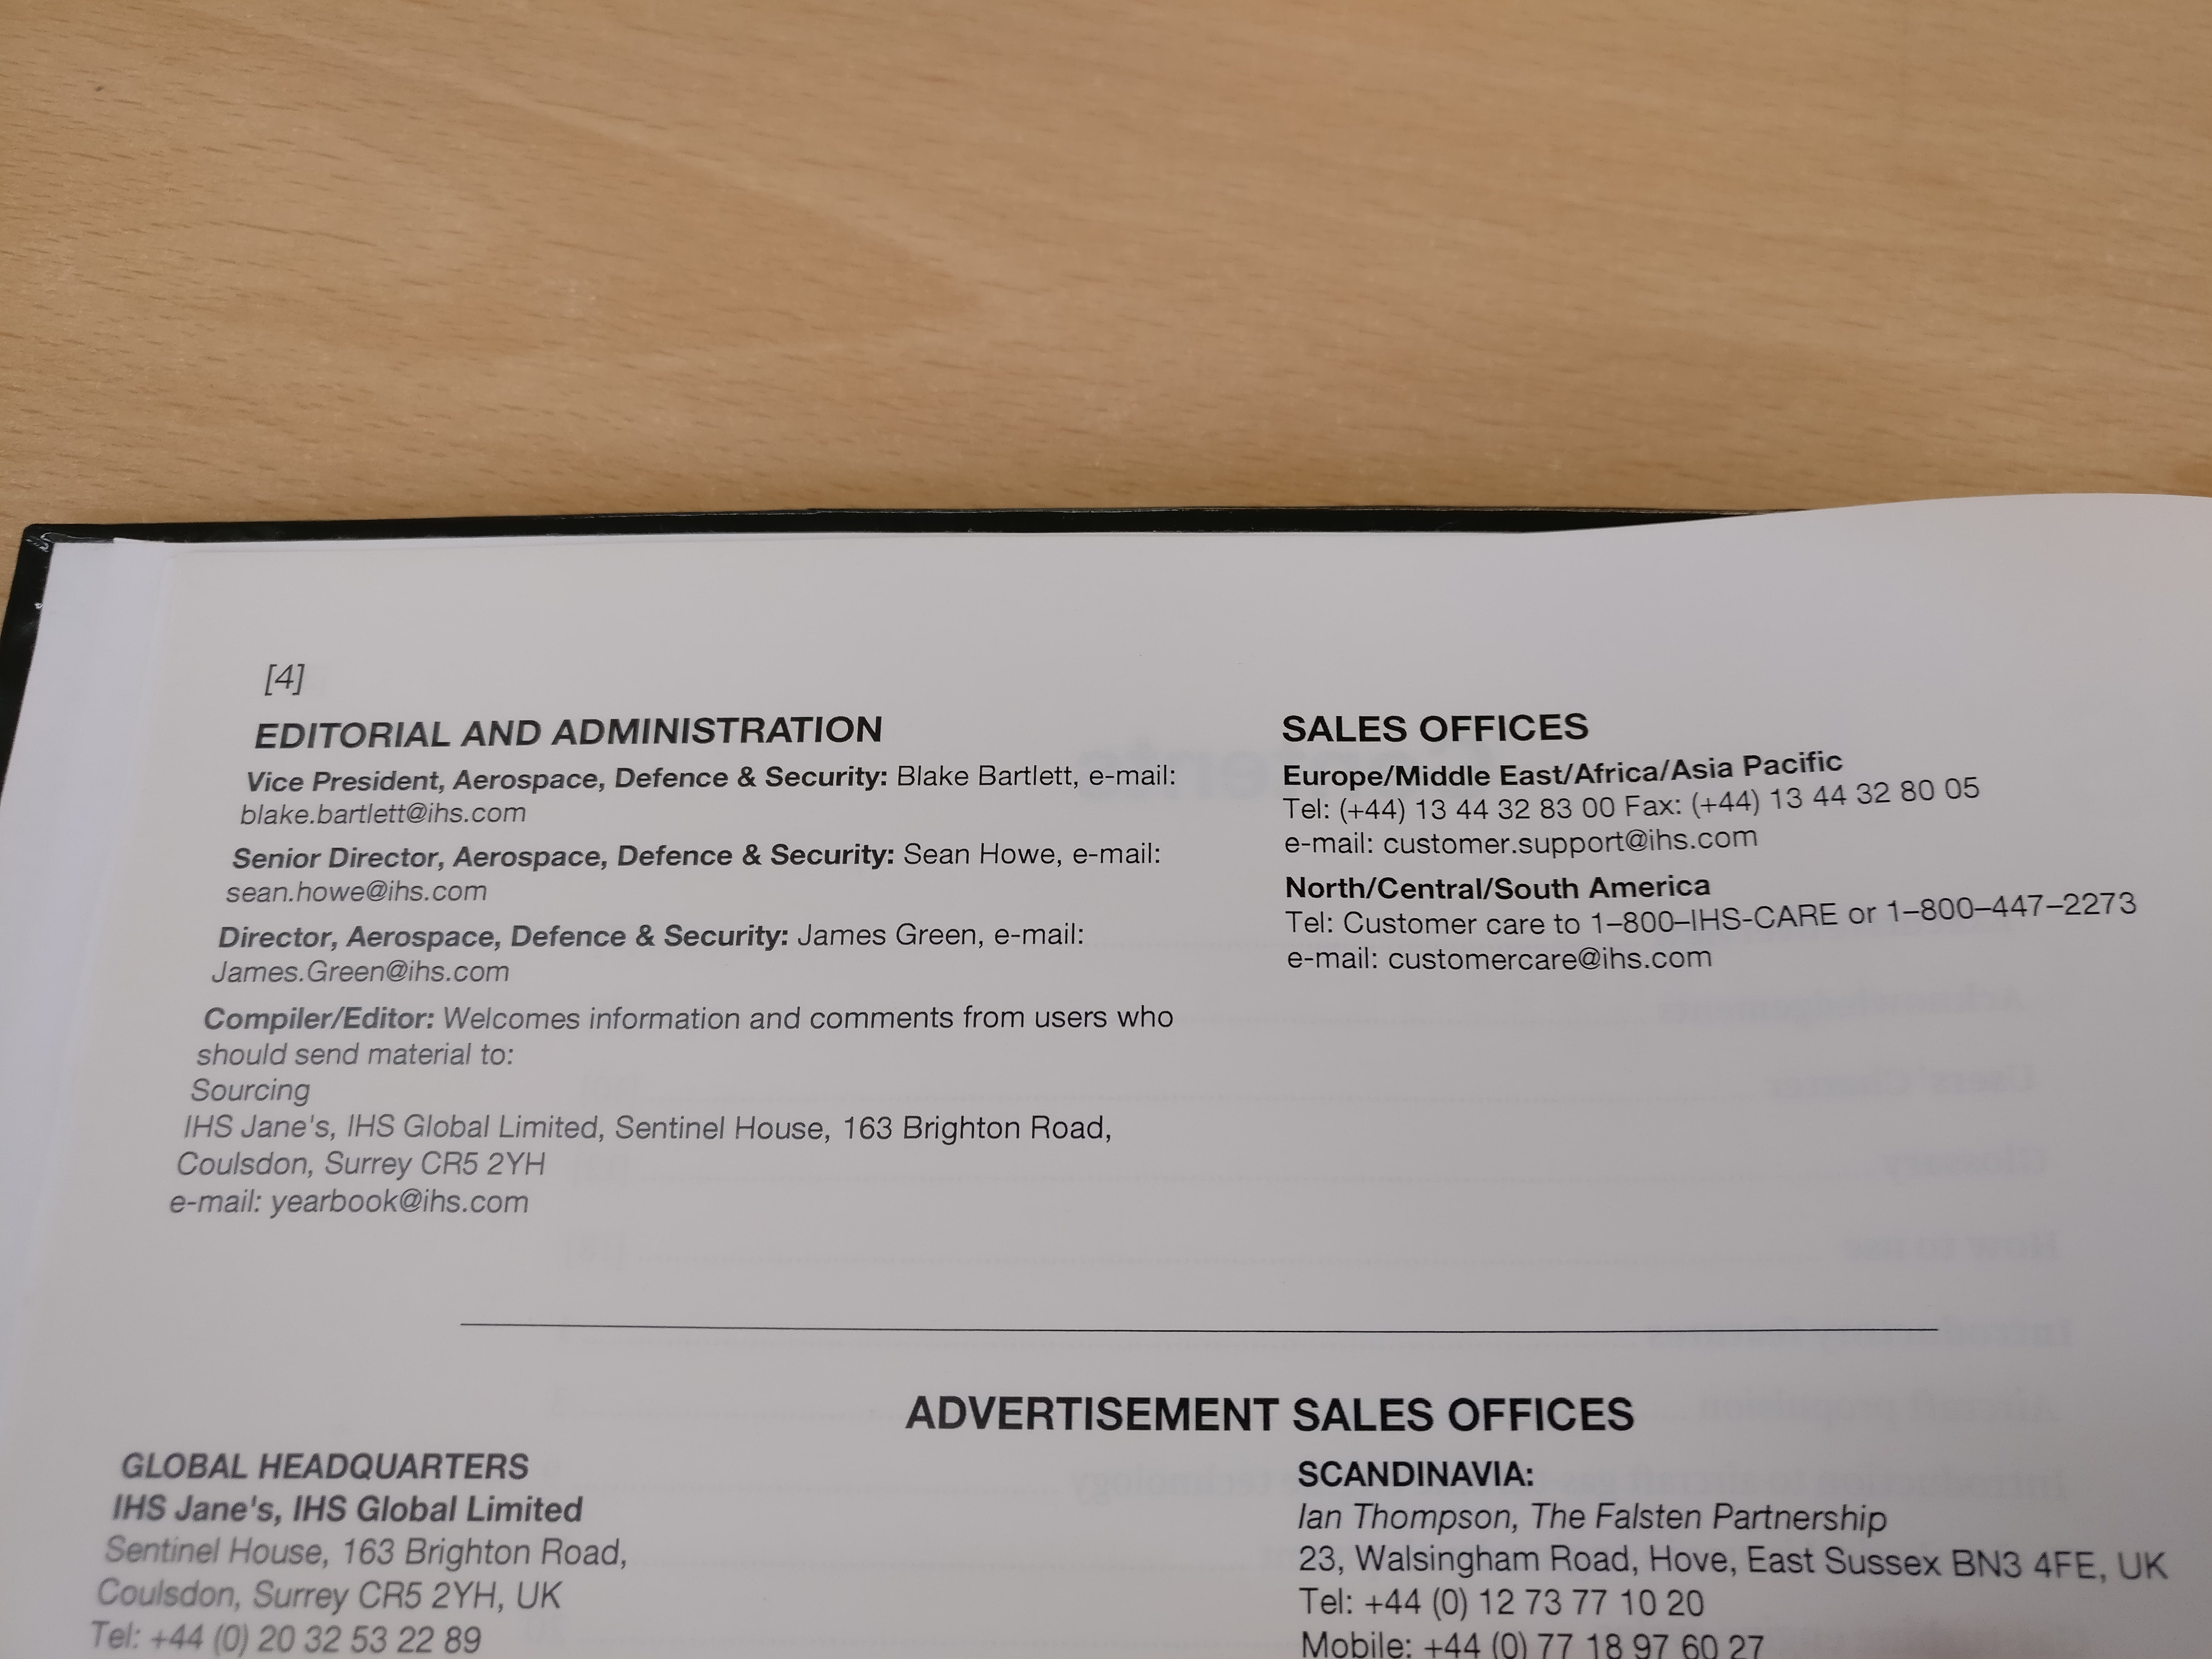 [4]
EDITORIAL AND ADMINISTRATION
Vice President, Aerospace, Defence & Security: Blake Bartlett, e-mail:
blake.bartlett@ihs.com
Senior Director, Aerospace, Defence & Security: Sean Howe, e-mail:
sean.howe@ihs.com
Director, Aerospace, Defence & Security: James Green, e-mail:
James.Green@ihs.com
Compiler/Editor: Welcomes information and comments from users who
should send material to:
Sourcing
IHS Jane's, IHS Global Limited, Sentinel House, 163 Brighton Road,
Coulsdon, Surrey CR5 2YH
e-mail: yearbook@ihs.com
SALES OFFICES
Europe/Middle East/Africa/Asia Pacific
Tel: (+44) 13 44 32 83 00 Fax: (+44) 13 44 32 80 05
e-mail: customer.support@ihs.com
North/Central/South America
Tel: Customer care to 1–800–IHS-CARE or 1–800–447–2273
e-mail: customercare@ihs.com
ADVERTISEMENT SALES OFFICES
GLOBAL HEADQUARTERS
IHS Jane's, IHS Global Limited
Sentinel House, 163 Brighton Road,
Coulsdon, Surrey CR5 2YH, UK
Tel: +44 (0) 20 32 53 22 89
SCANDINAVIA:
Ian Thompson, The Falsten Partnership
23, Walsingham Road, Hove, East Sussex BN3 4FE, UK
Tel: +44 (0) 12 73 77 10 20
Mobile: +44 (0) 77 18 97 60 27